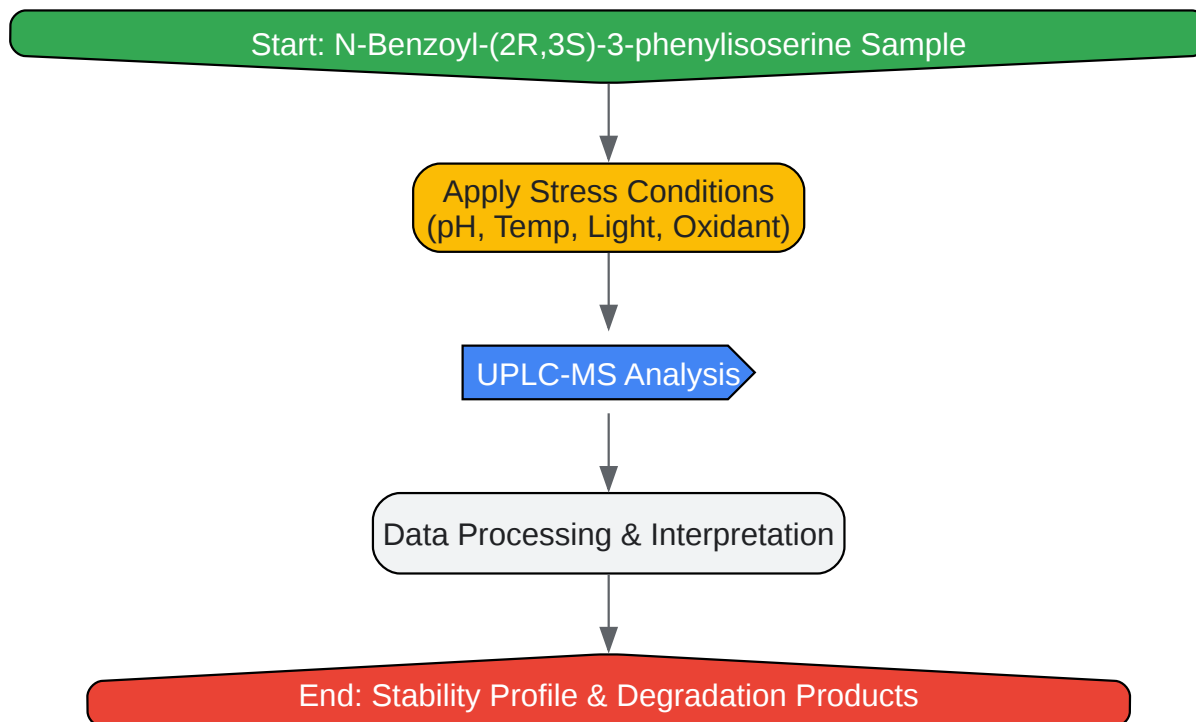 Start: N-Benzoyl-(2R,3S)-3-phenylisoserine Sample
Apply Stress Conditions
(pH, Temp, Light, Oxidant)
UPLC-MS Analysis
Data Processing & Interpretation
End: Stability Profile & Degradation Products